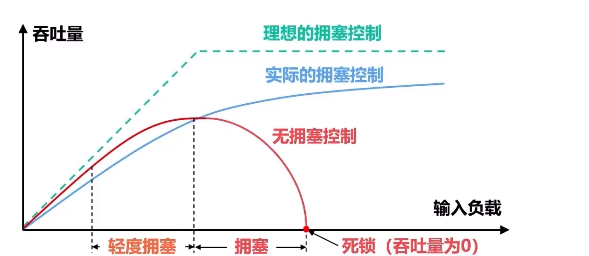 吞吐量
理想的拥塞控制
实际的拥塞控制
无拥塞控制
输入负载
轻度拥塞
拥塞
死锁（吞吐量为0）